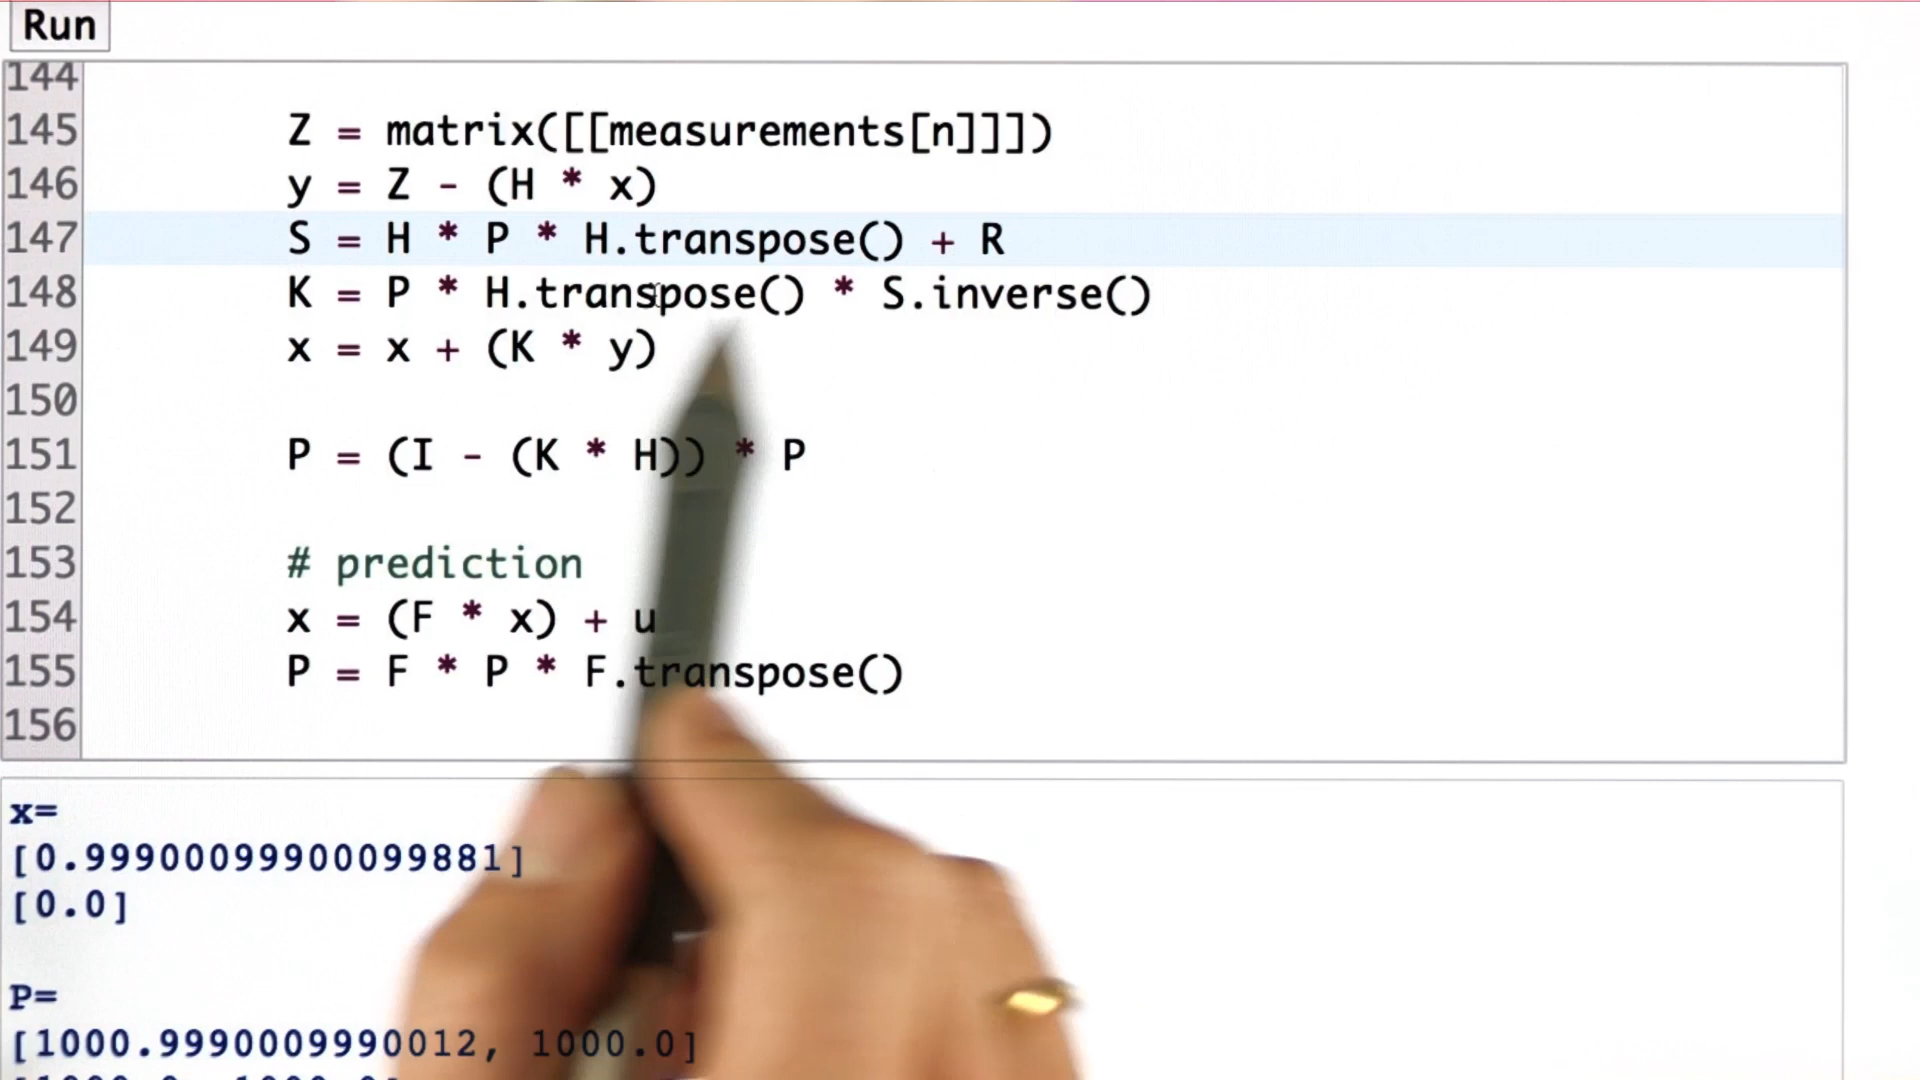 Run
144
145 Z = matrix([[measurements[n]]])
146 y = Z - (H * x)
147 S = H * P * H.transpose() + R
148 K = P * H.transpose() * S.inverse()
149 x = x + (K * y)
150
151 P = (I - (K * H)) * P
152
153 # prediction
154 x = (F * x) + u
155 P = F * P * F.transpose()
156
x=
[0.99900099900099881]
[0.0]
P=
[1000.9990009990012, 1000.0]